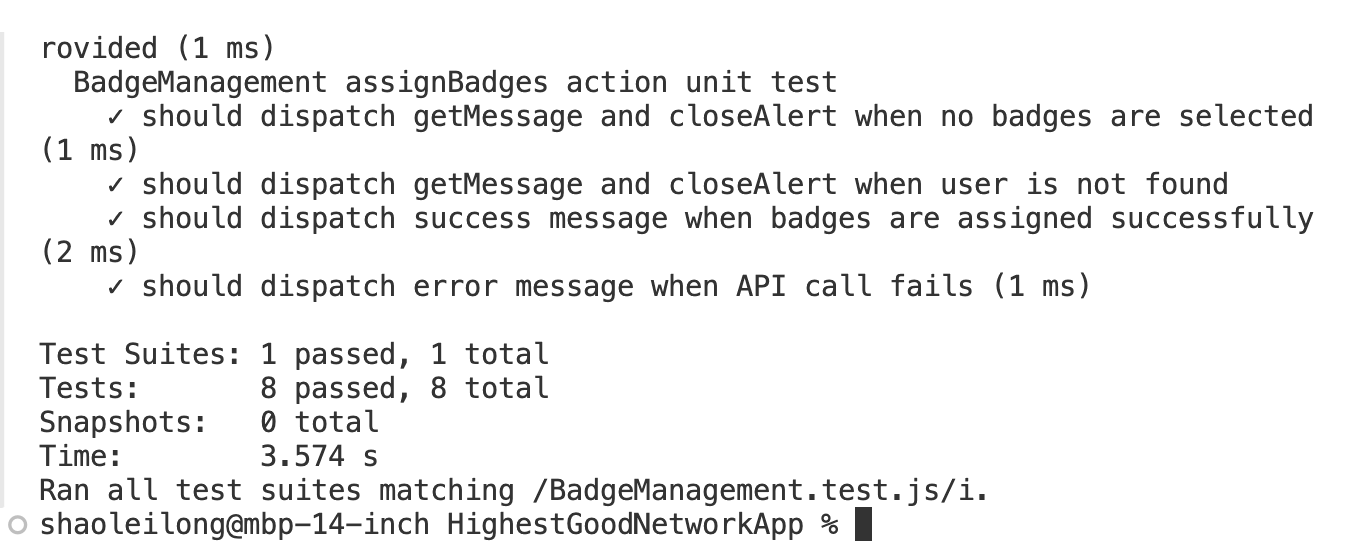 rovided (1 ms)
  BadgeManagement assignBadges action unit test
    ✓ should dispatch getMessage and closeAlert when no badges are selected
(1 ms)
    ✓ should dispatch getMessage and closeAlert when user is not found
    ✓ should dispatch success message when badges are assigned successfully
(2 ms)
    ✓ should dispatch error message when API call fails (1 ms)

Test Suites: 1 passed, 1 total
Tests:       8 passed, 8 total
Snapshots:   0 total
Time:        3.574 s
Ran all test suites matching /BadgeManagement.test.js/i.
shaoleilong@mbp-14-inch HighestGoodNetworkApp %